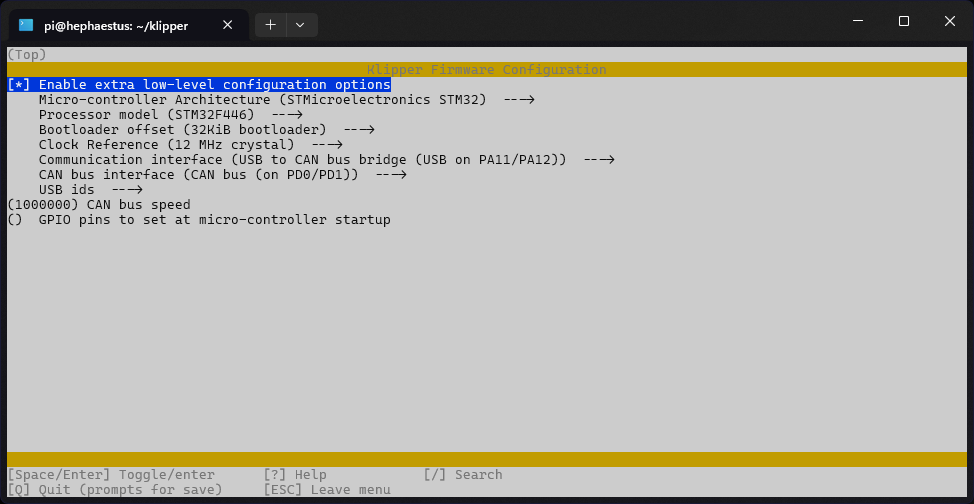 pi@hephaestus: ~/klipper
(Top)
Klipper Firmware Configuration
[*] Enable extra low-level configuration options
Micro-controller Architecture (STMicroelectronics STM32)  --->
Processor model (STM32F446)  --->
Bootloader offset (32KiB bootloader)  --->
Clock Reference (12 MHz crystal)  --->
Communication interface (USB to CAN bus bridge (USB on PA11/PA12))  --->
CAN bus interface (CAN bus (on PD0/PD1))  --->
USB ids  --->
(1000000) CAN bus speed
()  GPIO pins to set at micro-controller startup
[Space/Enter] Toggle/enter      [?] Help            [/] Search
[Q] Quit (prompts for save)     [ESC] Leave menu